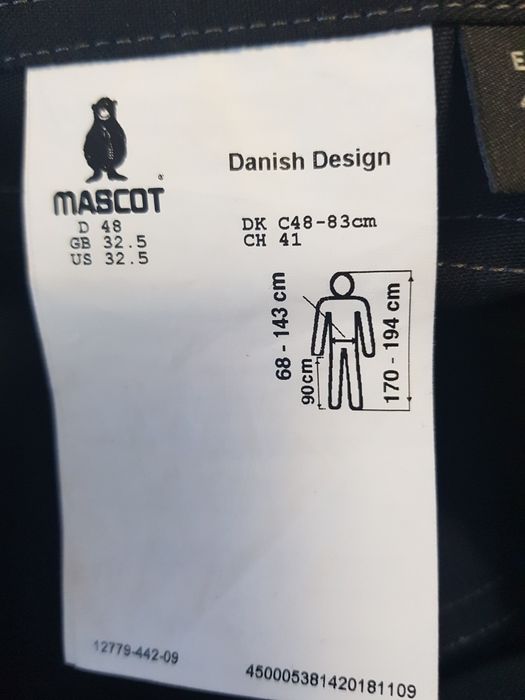 Danish Design
®
MASCOT
D 48
GB 32.5
US 32.5
DK C48-83cm
CH 41
68 - 143 cm
90cm
170 - 194 cm
12779-442-09
450005381420181109
E